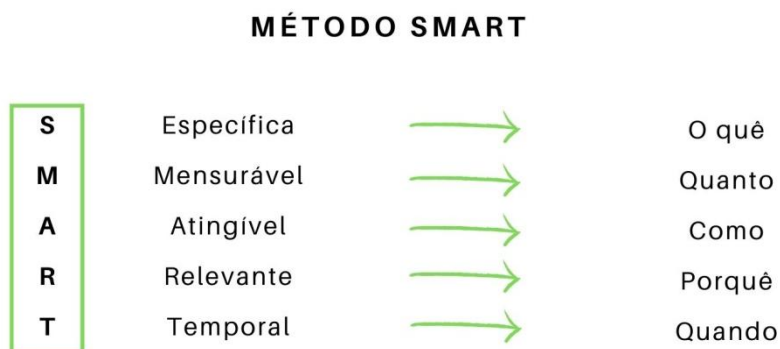 MÉTODO SMART
S Específica O quê
M Mensurável Quanto
A Atingível Como
R Relevante Porquê
T Temporal Quando